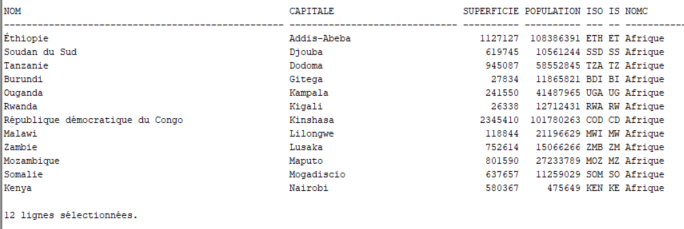 NOM CAPITALE SUPERFICIE POPULATION ISO IS NOMC
Éthiopie Addis-Abeba 1127127 108386391 ETH ET Afrique
Soudan du Sud Djouba 619745 10561244 SSD SS Afrique
Tanzanie Dodoma 945087 58552845 TZA TZ Afrique
Burundi Gitega 27834 11865821 BDI BI Afrique
Ouganda Kampala 241550 41487965 UGA UG Afrique
Rwanda Kigali 26338 12712431 RWA RW Afrique
République démocratique du Congo Kinshasa 2345410 101780263 COD CD Afrique
Malawi Lilongwe 118844 21196629 MWI MW Afrique
Zambie Lusaka 752614 15066266 ZMB ZM Afrique
Mozambique Maputo 801590 27233789 MOZ MZ Afrique
Somalie Mogadiscio 637657 11259029 SOM SO Afrique
Kenya Nairobi 580367 475649 KEN KE Afrique
12 lignes sélectionnées.